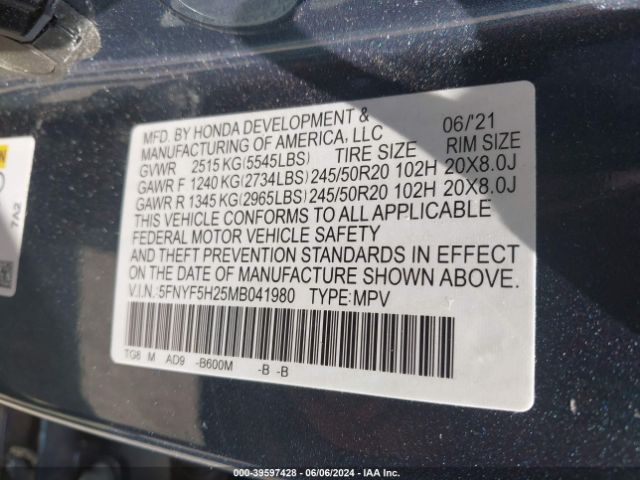 MFD. BY HONDA DEVELOPMENT &
MANUFACTURING OF AMERICA, LLC 06/'21
GVWR 2515 KG(5545LBS) TIRE SIZE RIM SIZE
GAWR F 1240 KG(2734LBS) 245/50R20 102H 20X8.0J
GAWR R 1345 KG(2965LBS) 245/50R20 102H 20X8.0J
THIS VEHICLE CONFORMS TO ALL APPLICABLE
FEDERAL MOTOR VEHICLE SAFETY
AND THEFT PREVENTION STANDARDS IN EFFECT
ON THE DATE OF MANUFACTURE SHOWN ABOVE.
V.I.N.:5FNYF5H25MB041980 TYPE:MPV
TG8 M AD9 -B600M -B -B
7A2
000-39597428 - 06/06/2024 - IAA Inc.